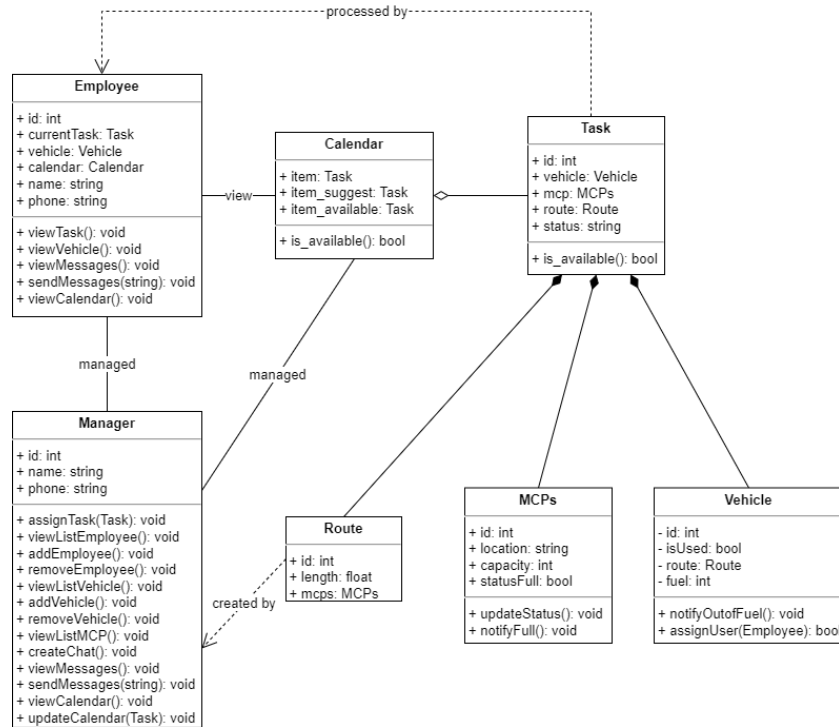 processed by
Employee
+ id: int
+ currentTask: Task
+ vehicle: Vehicle
+ calendar: Calendar
+ name: string
+ phone: string
+ viewTask(): void
+ viewVehicle(): void
+ viewMessages(): void
+ sendMessages(string): void
+ viewCalendar(): void
view
Calendar
+ item: Task
+ item_suggest: Task
+ item_available: Task
+ is_available(): bool
Task
+ id: int
+ vehicle: Vehicle
+ mcp: MCPs
+ route: Route
+ status: string
+ is_available(): bool
managed
managed
Manager
+ id: int
+ name: string
+ phone: string
+ assignTask(Task): void
+ viewListEmployee(): void
+ addEmployee(): void
+ removeEmployee(): void
+ viewListVehicle(): void
+ addVehicle(): void
+ removeVehicle(): void
+ viewListMCP(): void
+ createChat(): void
+ viewMessages(): void
+ sendMessages(string): void
+ viewCalendar(): void
+ updateCalendar(Task): void
created by
Route
+ id: int
+ length: float
+ mcps: MCPs
MCPs
+ id: int
+ location: string
+ capacity: int
+ statusFull: bool
+ updateStatus(): void
+ notifyFull(): void
Vehicle
- id: int
- isUsed: bool
- route: Route
- fuel: int
+ notifyOutofFuel(): void
+ assignUser(Employee): bool